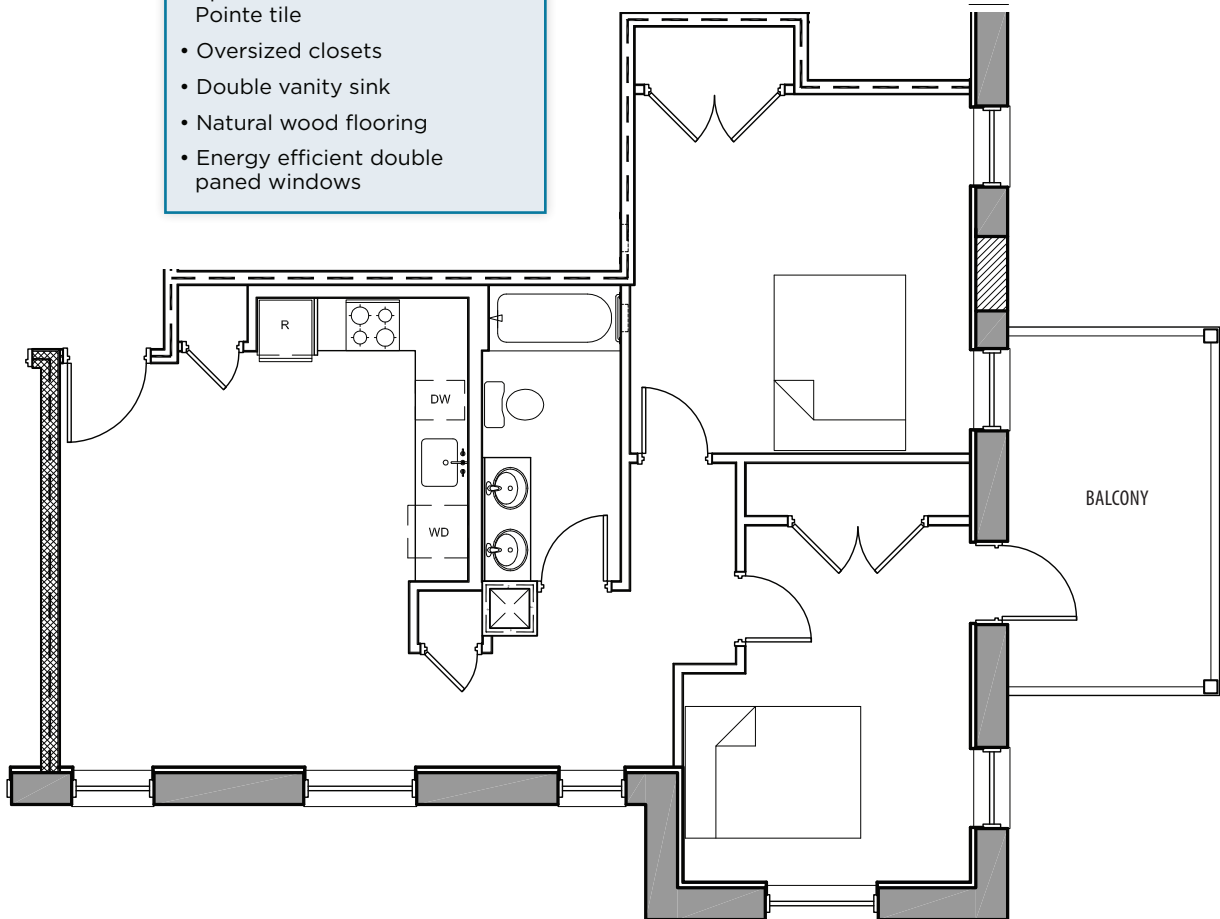 Pointe tile
• Oversized closets
• Double vanity sink
• Natural wood flooring
• Energy efficient double
paned windows
R
DW
WD
BALCONY